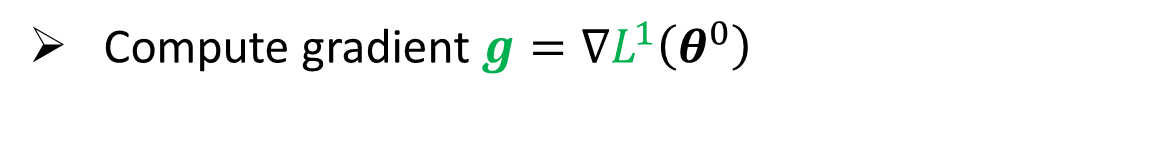 ➢ Compute gradient 𝒈 = ∇𝐿¹(𝜽⁰)